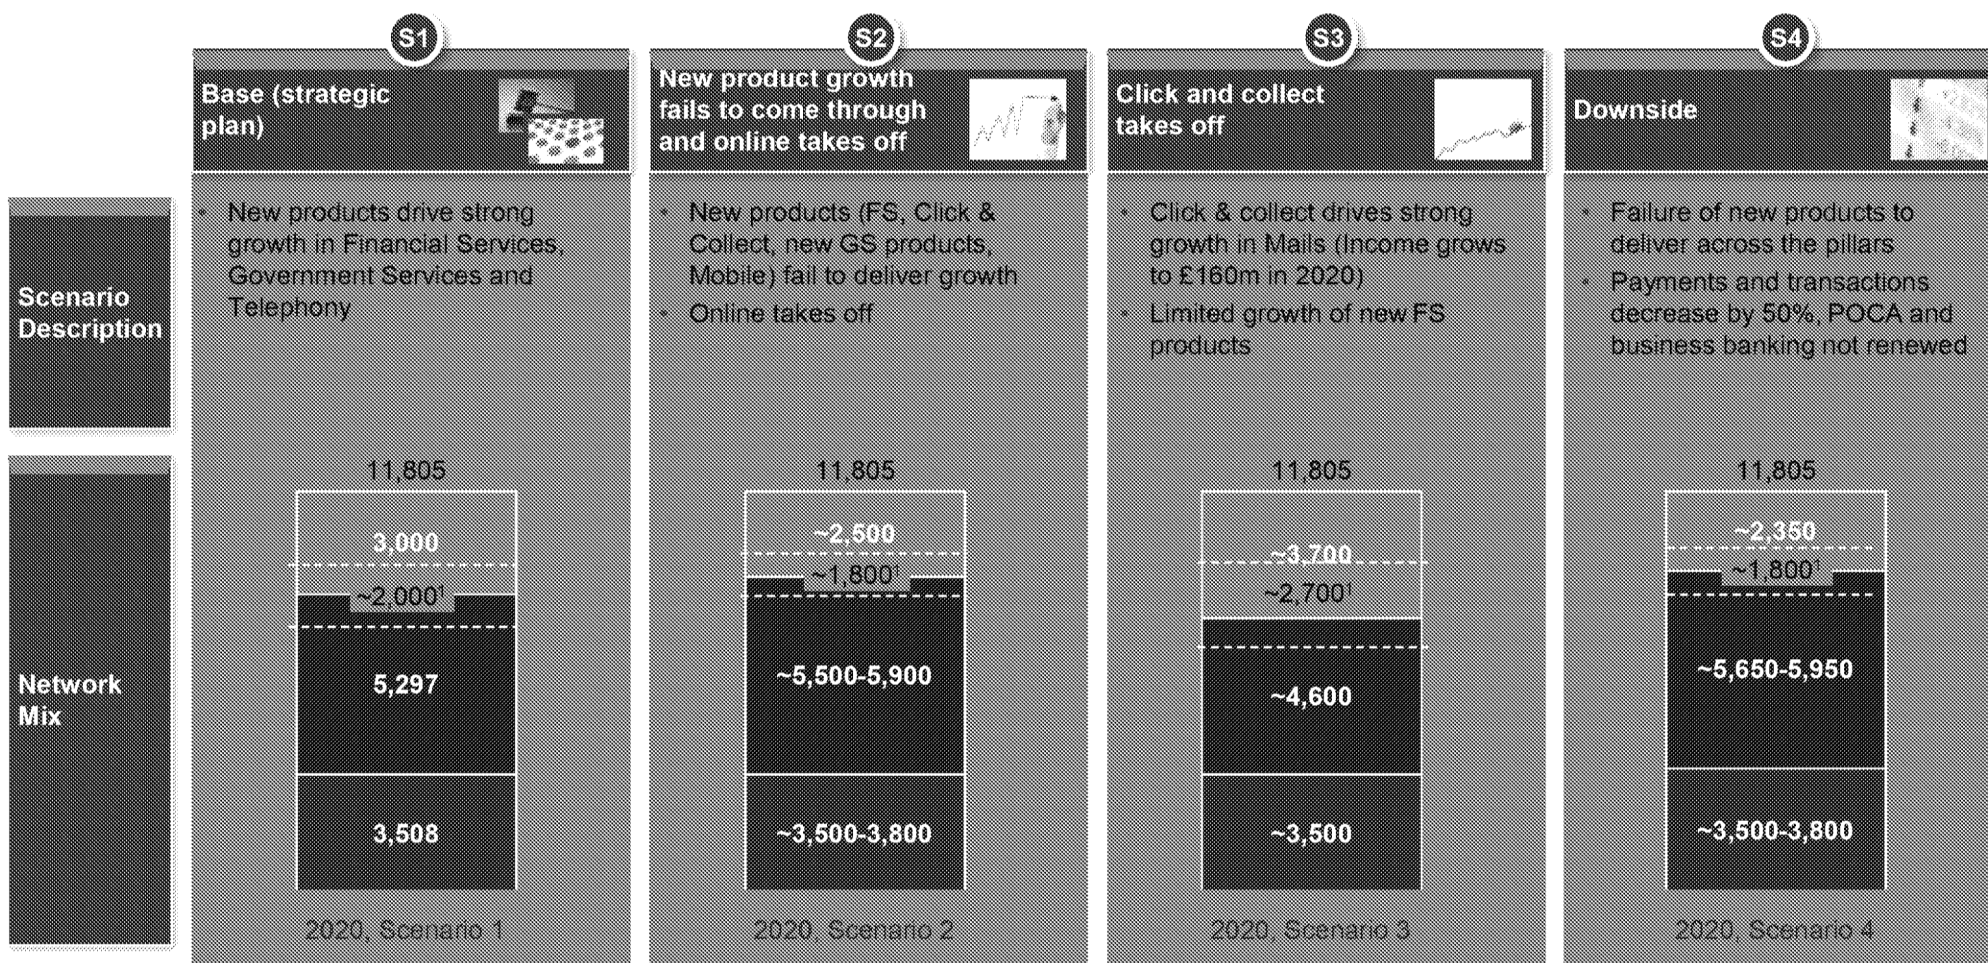 S1
Base (strategic
plan)
S2
New product growth
fails to come through
and online takes off
S3
Click and collect
takes off
S4
Downside
Scenario
Description
• New products drive strong
growth in Financial Services,
Government Services and
Telephony
• New products (FS, Click &
Collect, new GS products,
Mobile) fail to deliver growth
• Online takes off
• Click & collect drives strong
growth in Mails (Income grows
to £160m in 2020)
• Limited growth of new FS
products
• Failure of new products to
deliver across the pillars
• Payments and transactions
decrease by 50%, POCA and
business banking not renewed
Network
Mix
11,805
3,000
~2,000¹
5,297
3,508
2020, Scenario 1
11,805
~2,500
~1,800¹
~5,500-5,900
~3,500-3,800
2020, Scenario 2
11,805
~3,700
~2,700¹
~4,600
~3,500
2020, Scenario 3
11,805
~2,350
~1,800¹
~5,650-5,950
~3,500-3,800
2020, Scenario 4